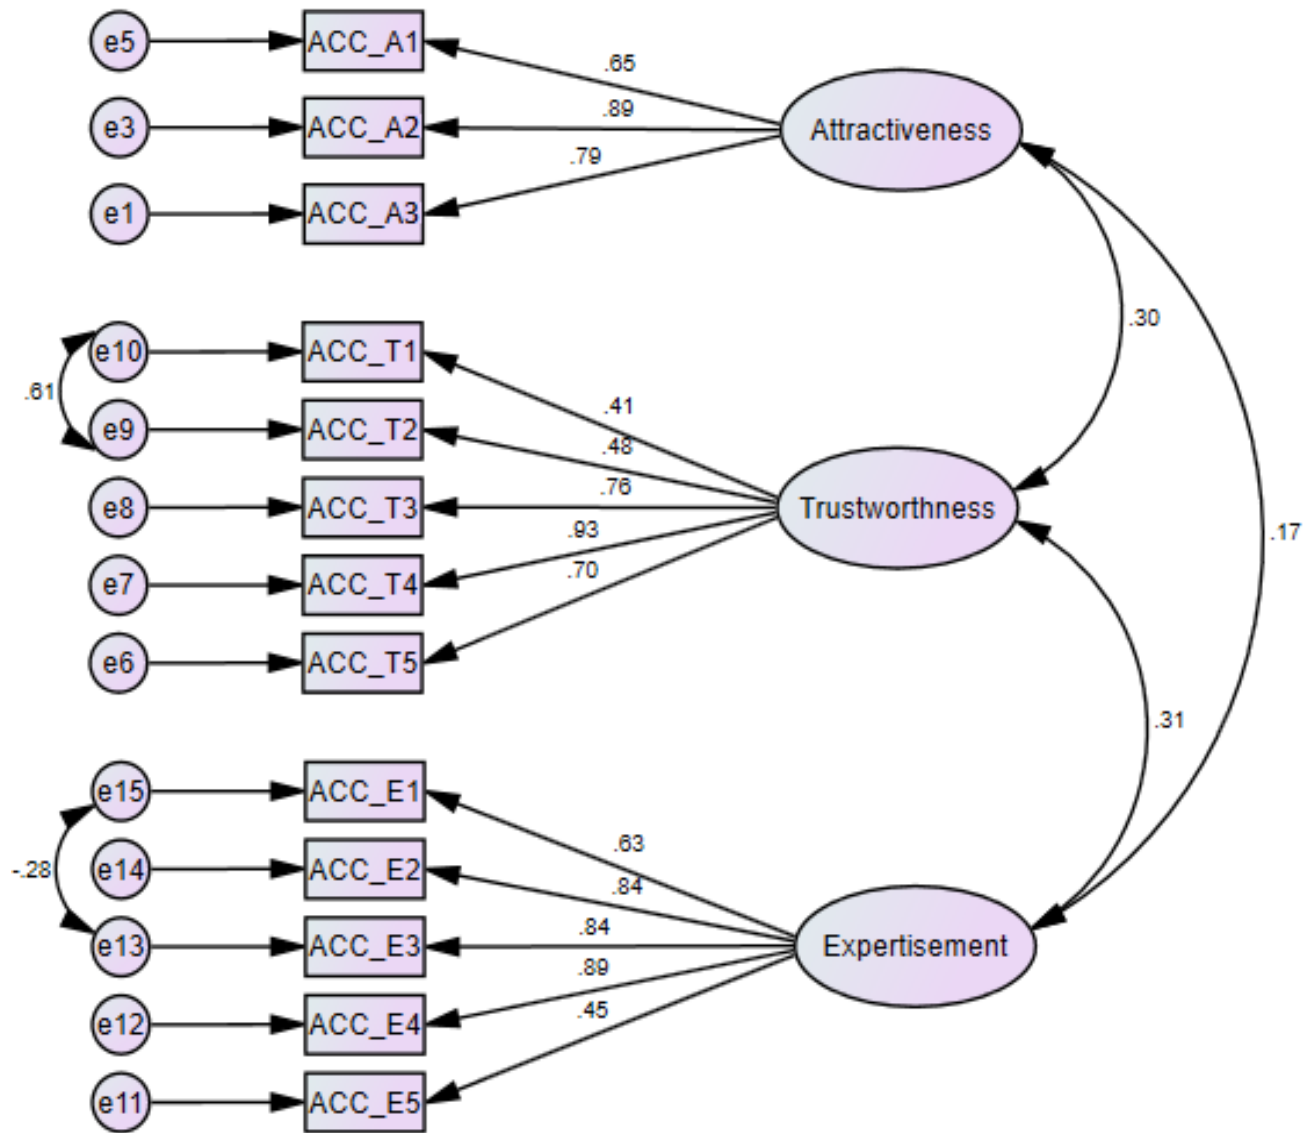 e5 ACC_A1 .65
e3 ACC_A2 .89 Attractiveness
e1 ACC_A3 .79
.30
e10 ACC_T1 .41
.61
e9 ACC_T2 .48
e8 ACC_T3 .76 Trustworthness
.17
e7 ACC_T4 .93
e6 ACC_T5 .70
.31
e15 ACC_E1 .63
-.28
e14 ACC_E2 .84
e13 ACC_E3 .84 Expertisement
e12 ACC_E4 .89
e11 ACC_E5 .45